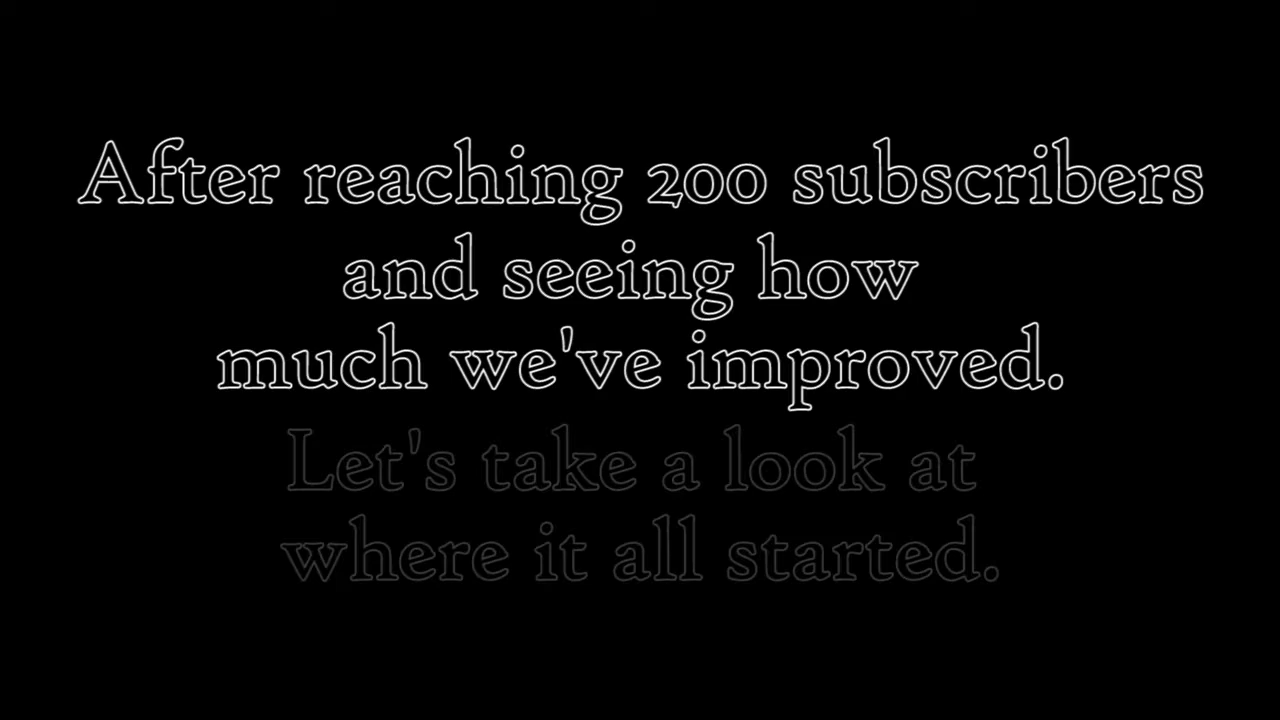 After reaching 200 subscribers
and seeing how
much we've improved.
Let's take a look at
where it all started.